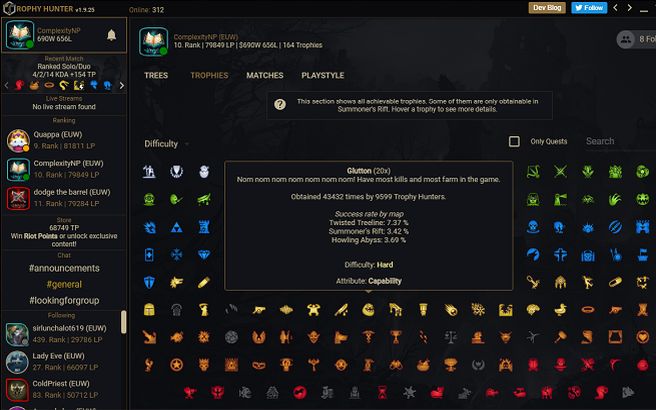 TROPHY HUNTER v1.9.25
Online: 312
Dev Blog
Follow
ComplexityNP (EUW)
690W 656L
Recent Match
Ranked Solo/Duo
4/2/14 KDA +154 TP
Live Streams
No live stream found
Ranking
Quappa (EUW)
9. Rank | 81811 LP
ComplexityNP (EUW)
10. Rank | 79849 LP
dodge the barrel (EUW)
11. Rank | 79284 LP
Store
68749 TP
Win Riot Points or unlock exclusive
content!
Chat
#announcements
#general
#lookingforgroup
Following
sirlunchalot619 (EUW)
439. Rank | 29786 LP
Lady Eve (EUW)
27. Rank | 66097 LP
ColdPriest (EUW)
83. Rank | 50712 LP
ComplexityNP (EUW)
10. Rank | 79849 LP | $690W 656L | 164 Trophies
8 Fol
TREES
TROPHIES
MATCHES
PLAYSTYLE
This section shows all achievable trophies. Some of them are only obtainable in
Summoner's Rift. Hover a trophy to see more details.
Difficulty
Only Quests
Search
Glutton (20x)
Nom nom nom nom nom nom! Have most kills and most farm in the game.
Obtained 43432 times by 9599 Trophy Hunters.
Success rate by map
Twisted Treeline: 7.37 %
Summoner's Rift: 3.42 %
Howling Abyss: 3.69 %
Difficulty: Hard
Attribute: Capability